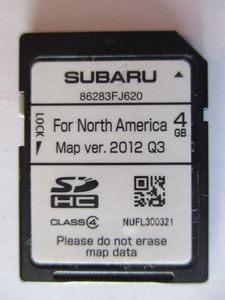 SUBARU
86283FJ620
LOCK
For North America
4 GB
Map ver. 2012 Q3
SD HC
CLASS 4
NUFL300321
Please do not erase
map data